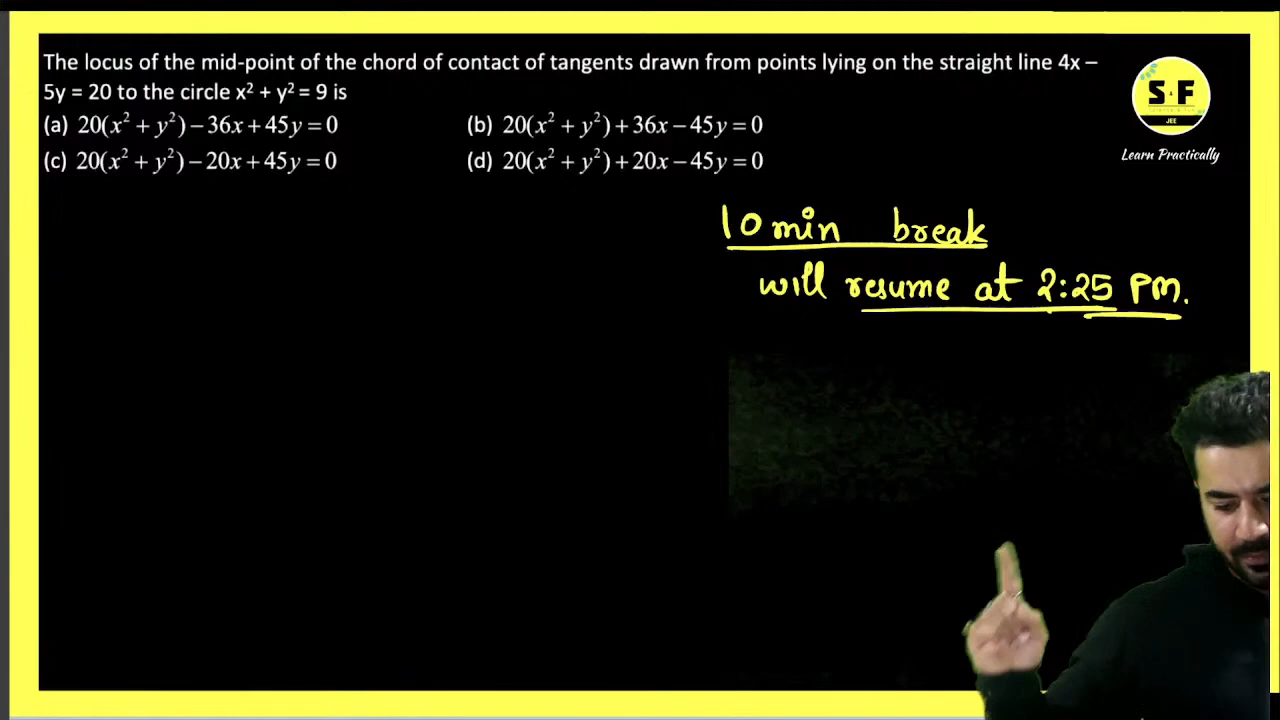 The locus of the mid-point of the chord of contact of tangents drawn from points lying on the straight line 4x –
5y = 20 to the circle x² + y² = 9 is
(a) 20(x² + y²) − 36x + 45y = 0
(b) 20(x² + y²) + 36x − 45y = 0
(c) 20(x² + y²) − 20x + 45y = 0
(d) 20(x² + y²) + 20x − 45y = 0
S&F
JEE
Learn Practically
10 min break
will resume at 2:25 PM.